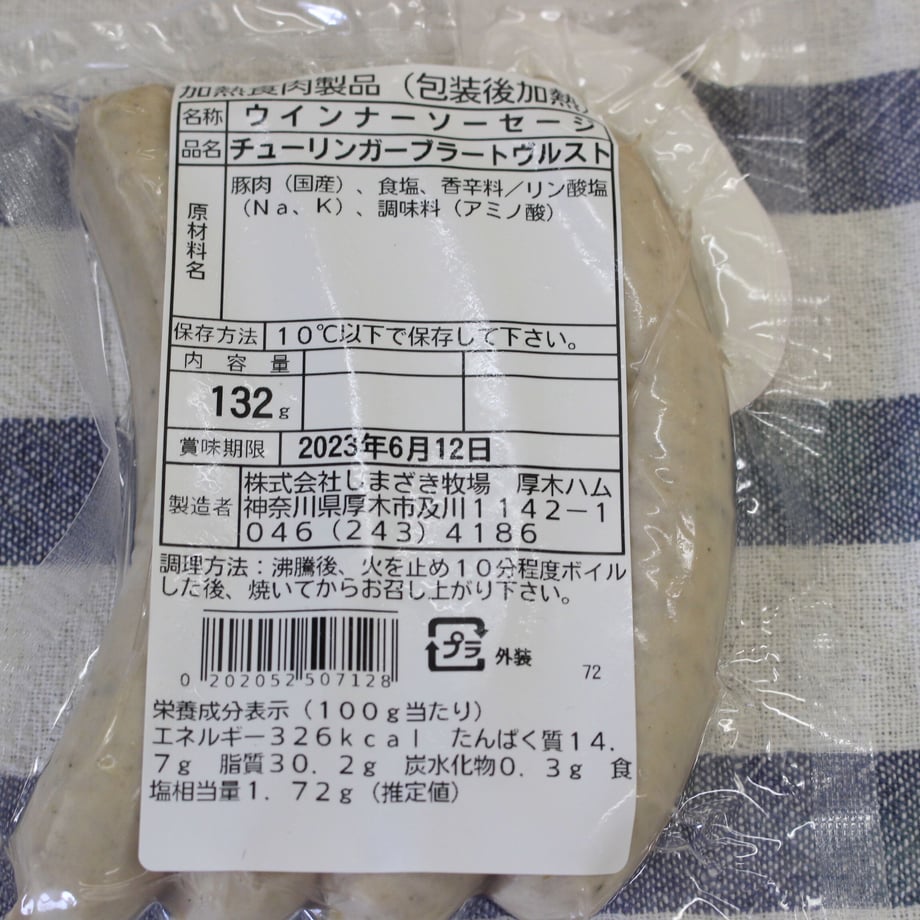 加熱食肉製品（包装後加熱）
名称 ウインナーソーセージ
品名 チューリンガーブラートヴルスト
原材料名 豚肉（国産）、食塩、香辛料／リン酸塩
（Ｎａ、Ｋ）、調味料（アミノ酸）
保存方法 １０℃以下で保存して下さい。
内容量
132g
賞味期限 2023年6月12日
製造者 株式会社しまざき牧場 厚木ハム
神奈川県厚木市及川１１４２－１
０４６（２４３）４１８６
調理方法：沸騰後、火を止め１０分程度ボイル
した後、焼いてからお召し上がり下さい。
プラ 外装
72
0 202052 507128
栄養成分表示（１００ｇ当たり）
エネルギー３２６ｋｃａｌ たんぱく質１４．
７ｇ 脂質３０．２ｇ 炭水化物０．３ｇ 食
塩相当量１．７２ｇ（推定値）